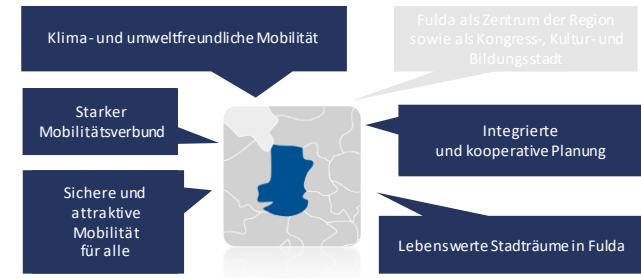 Klima- und umweltfreundliche Mobilität
Fulda als Zentrum der Region
sowie als Kongress-, Kultur- und
Bildungsstadt
Starker
Mobilitätsverbund
Integrierte
und kooperative Planung
Sichere und
attraktive
Mobilität
für alle
Lebenswerte Stadträume in Fulda